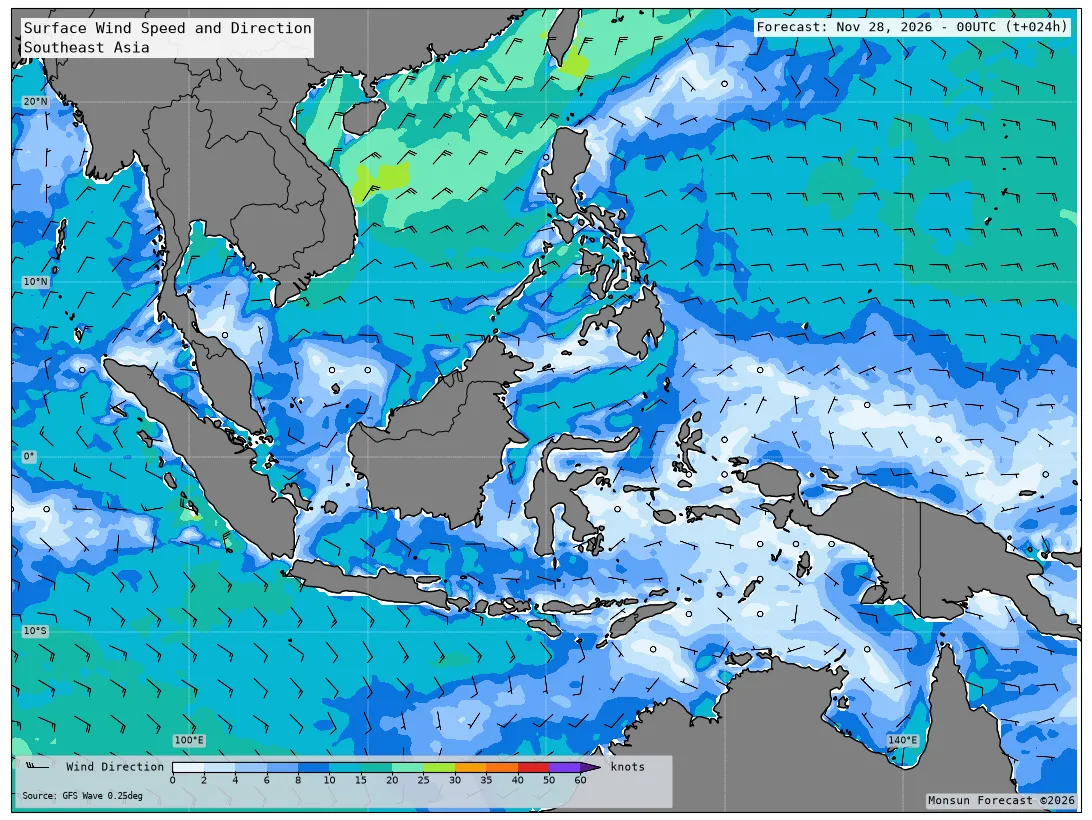 Surface Wind Speed and Direction
Southeast Asia
Forecast: Nov 28, 2026 - 00UTC (t+024h)
20°N
10°N
0°
10°S
100°E
140°E
Wind Direction
0 2 4 6 8 10 15 20 25 30 35 40 50 60
knots
Source: GFS Wave 0.25deg
Monsun Forecast ©2026